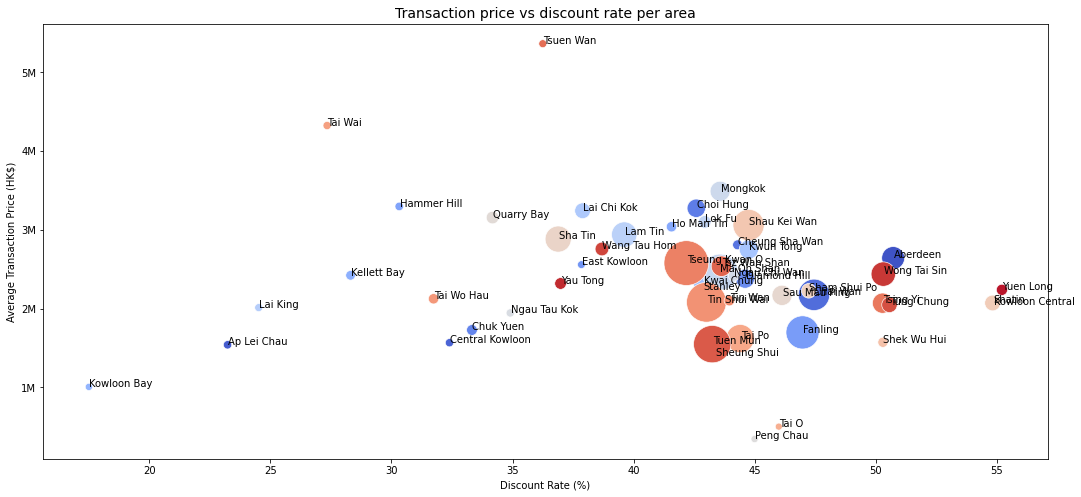 Transaction price vs discount rate per area
Average Transaction Price (HK$)
5M
4M
3M
2M
1M
Tsuen Wan
Tai Wai
Mongkok
Hammer Hill
Choi Hung
Lai Chi Kok
Quarry Bay
Lok Fu
Shau Kei Wan
Ho Man Tin
Lam Tin
Sha Tin
Cheung Sha Wan
Wang Tau Hom
Kwun Tong
Aberdeen
Tseung Kwan O
East Kowloon
Wong Tai Sin
Kellett Bay
Diamond Hill
Yau Tong
Kwai Chung
Stanley
Sham Shui Po
Yuen Long
Sau Mau Ping
Tai Wo Hau
Tin Shui Wai
Tsing Yi
Tung Chung
Shatin
Kowloon Central
Lai King
Ngau Tau Kok
Chuk Yuen
Fanling
Tai Po
Central Kowloon
Ap Lei Chau
Tuen Mun
Shek Wu Hui
Sheung Shui
Kowloon Bay
Tai O
Peng Chau
20
25
30
35
40
45
50
55
Discount Rate (%)